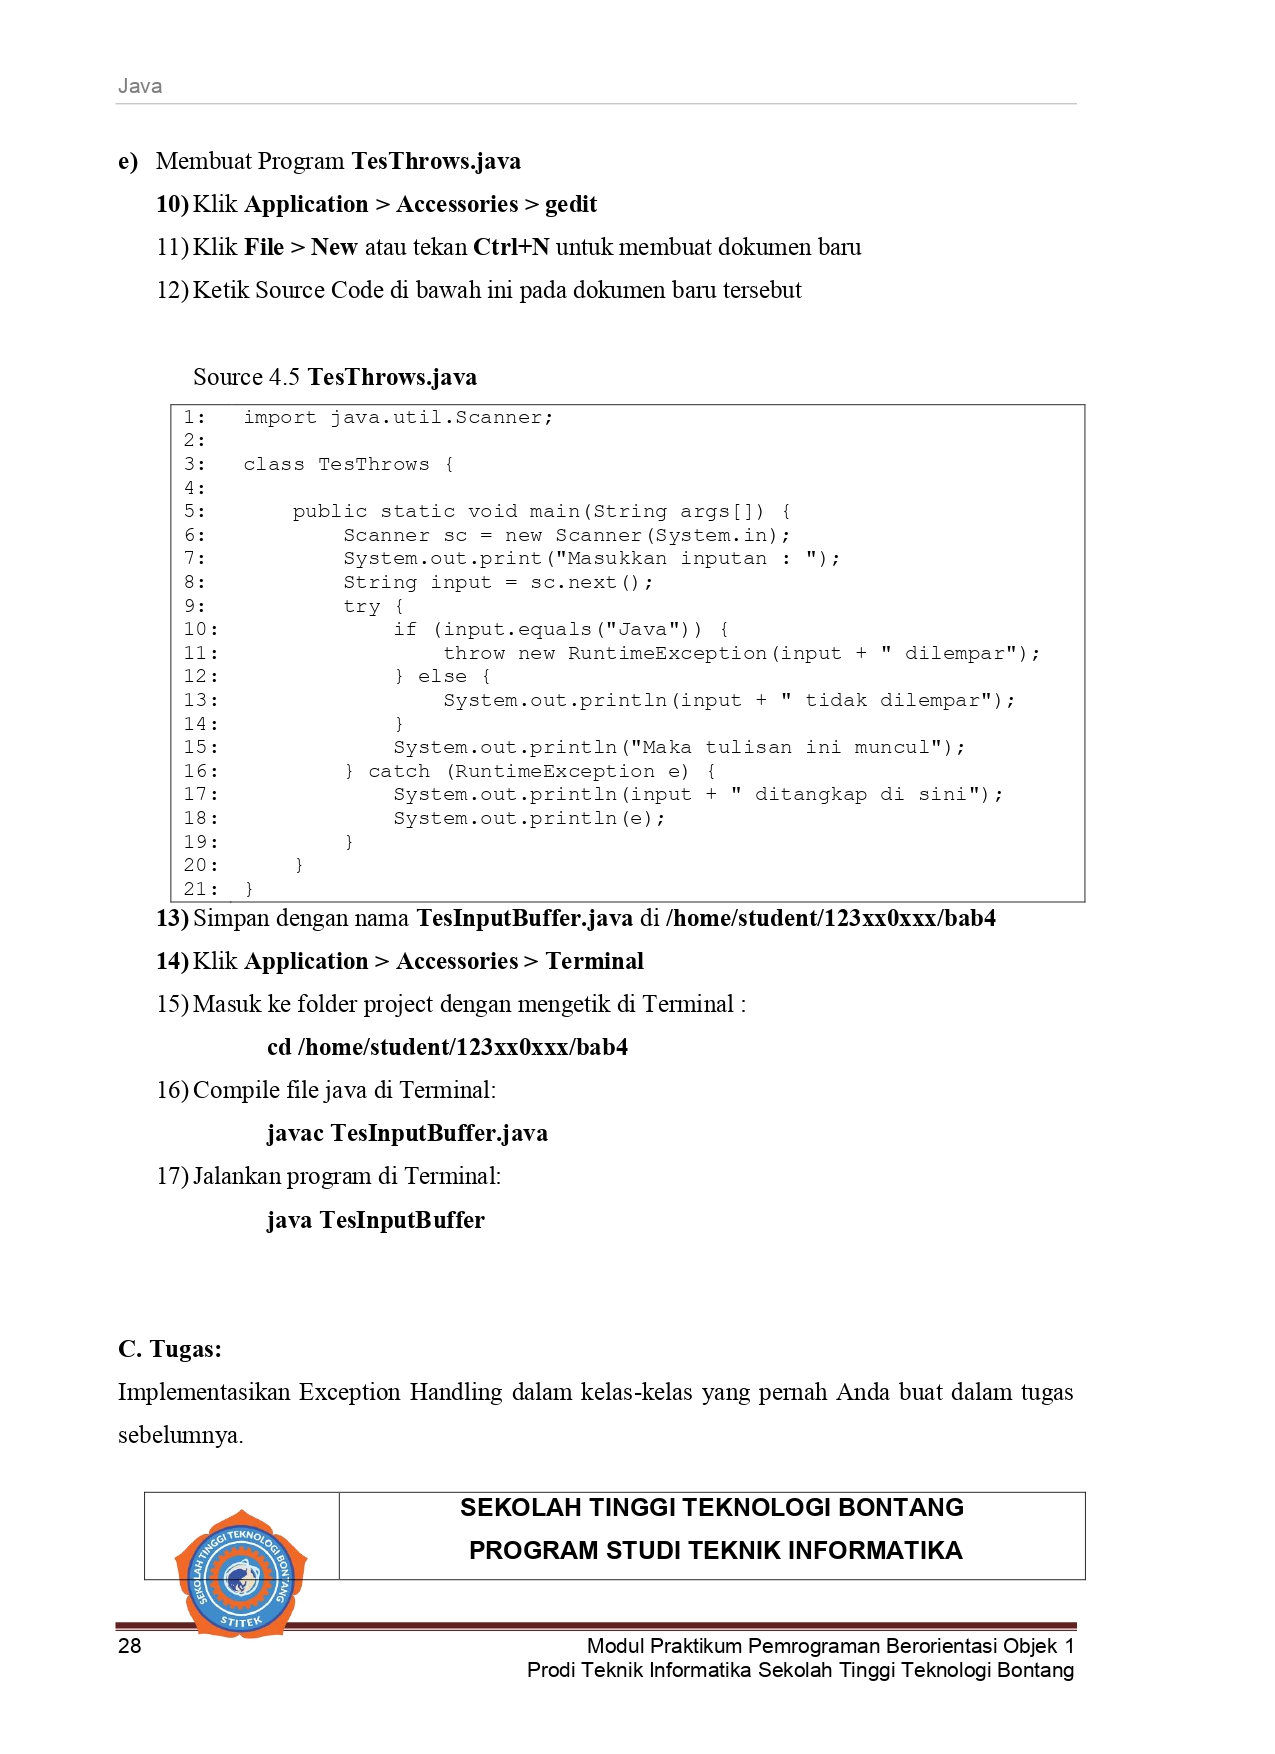 Java
e) Membuat Program TesThrows.java
10) Klik Application > Accessories > gedit
11) Klik File > New atau tekan Ctrl+N untuk membuat dokumen baru
12) Ketik Source Code di bawah ini pada dokumen baru tersebut
Source 4.5 TesThrows.java
1: import java.util.Scanner;
2:
3: class TesThrows {
4:
5:     public static void main(String args[]) {
6:         Scanner sc = new Scanner(System.in);
7:         System.out.print("Masukkan inputan : ");
8:         String input = sc.next();
9:         try {
10:             if (input.equals("Java")) {
11:                 throw new RuntimeException(input + " dilempar");
12:             } else {
13:                 System.out.println(input + " tidak dilempar");
14:             }
15:             System.out.println("Maka tulisan ini muncul");
16:         } catch (RuntimeException e) {
17:             System.out.println(input + " ditangkap di sini");
18:             System.out.println(e);
19:         }
20:     }
21: }
13) Simpan dengan nama TesInputBuffer.java di /home/student/123xx0xxx/bab4
14) Klik Application > Accessories > Terminal
15) Masuk ke folder project dengan mengetik di Terminal :
cd /home/student/123xx0xxx/bab4
16) Compile file java di Terminal:
javac TesInputBuffer.java
17) Jalankan program di Terminal:
java TesInputBuffer
C. Tugas:
Implementasikan Exception Handling dalam kelas-kelas yang pernah Anda buat dalam tugas
sebelumnya.
SEKOLAH TINGGI TEKNOLOGI BONTANG
STITEK
SEKOLAH TINGGI TEKNOLOGI BONTANG
PROGRAM STUDI TEKNIK INFORMATIKA
28
Modul Praktikum Pemrograman Berorientasi Objek 1
Prodi Teknik Informatika Sekolah Tinggi Teknologi Bontang